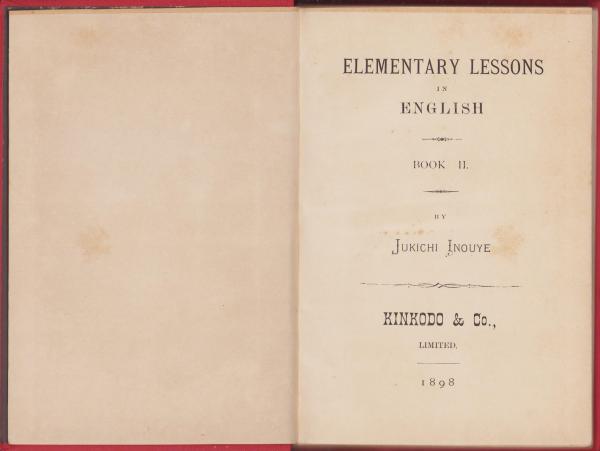 ELEMENTARY LESSONS
IN
ENGLISH
BOOK II.
BY
JUKICHI INOUYE
KINKODO & Co.,
LIMITED.
1898